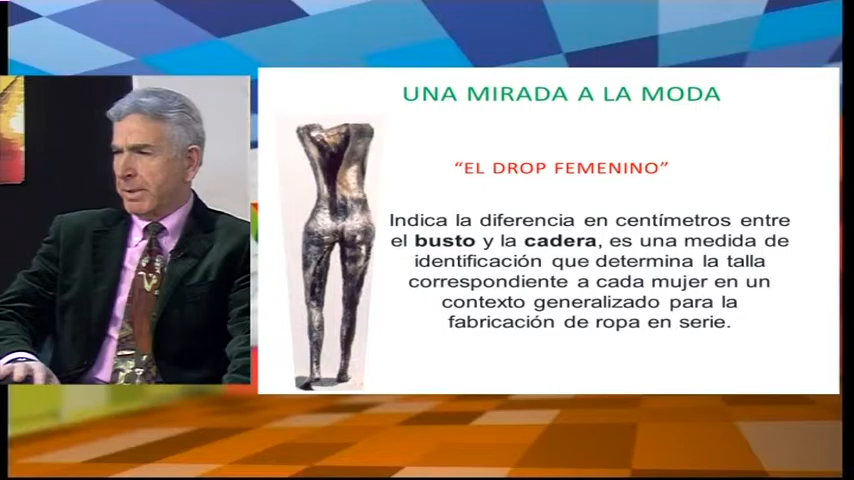 UNA MIRADA A LA MODA
“EL DROP FEMENINO”
Indica la diferencia en centímetros entre
el busto y la cadera, es una medida de
identificación que determina la talla
correspondiente a cada mujer en un
contexto generalizado para la
fabricación de ropa en serie.